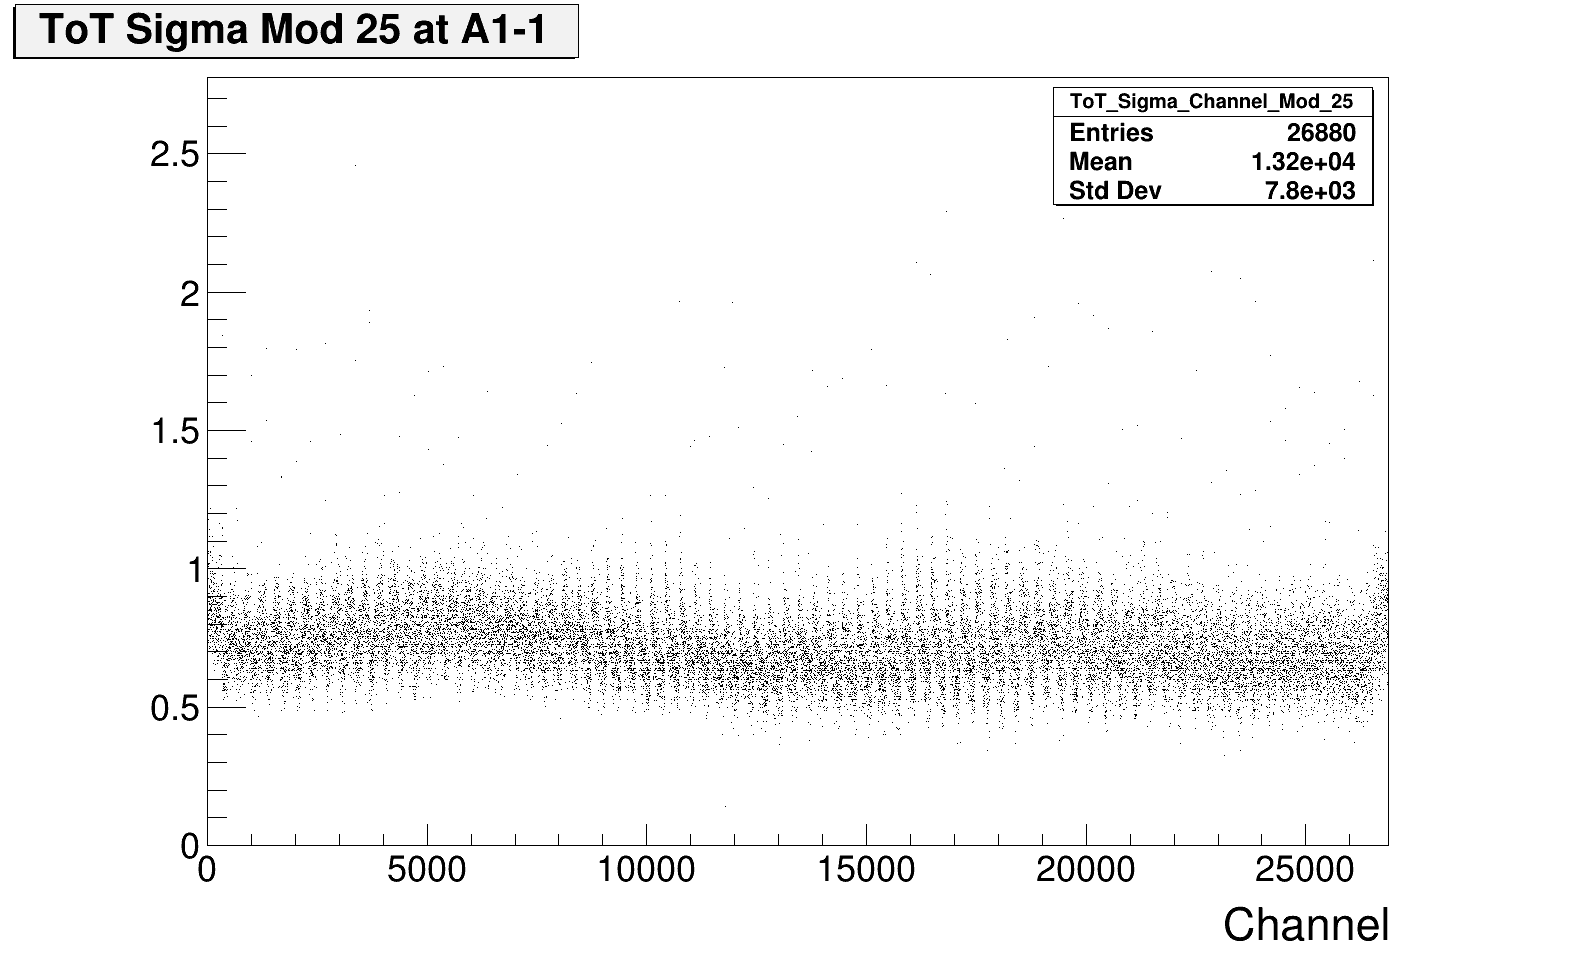 ToT Sigma Mod 25 at A1-1
ToT_Sigma_Channel_Mod_25
Entries 26880
Mean 1.32e+04
Std Dev 7.8e+03
2.5
2
1.5
1
0.5
0
0 5000 10000 15000 20000 25000
Channel